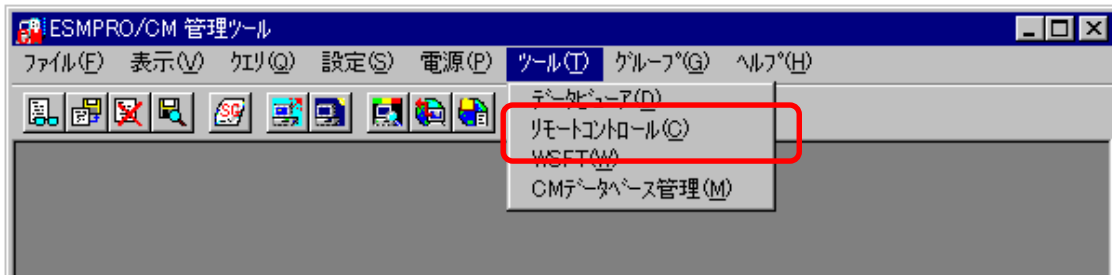 ESMPRO/CM 管理ツール
ファイル(F) 表示(V) クエリ(Q) 設定(S) 電源(P) ツール(T) グループ(G) ヘルプ(H)
データビューア(D)
リモートコントロール(C)
WSFT(W)
CMデータベース管理(M)
SG